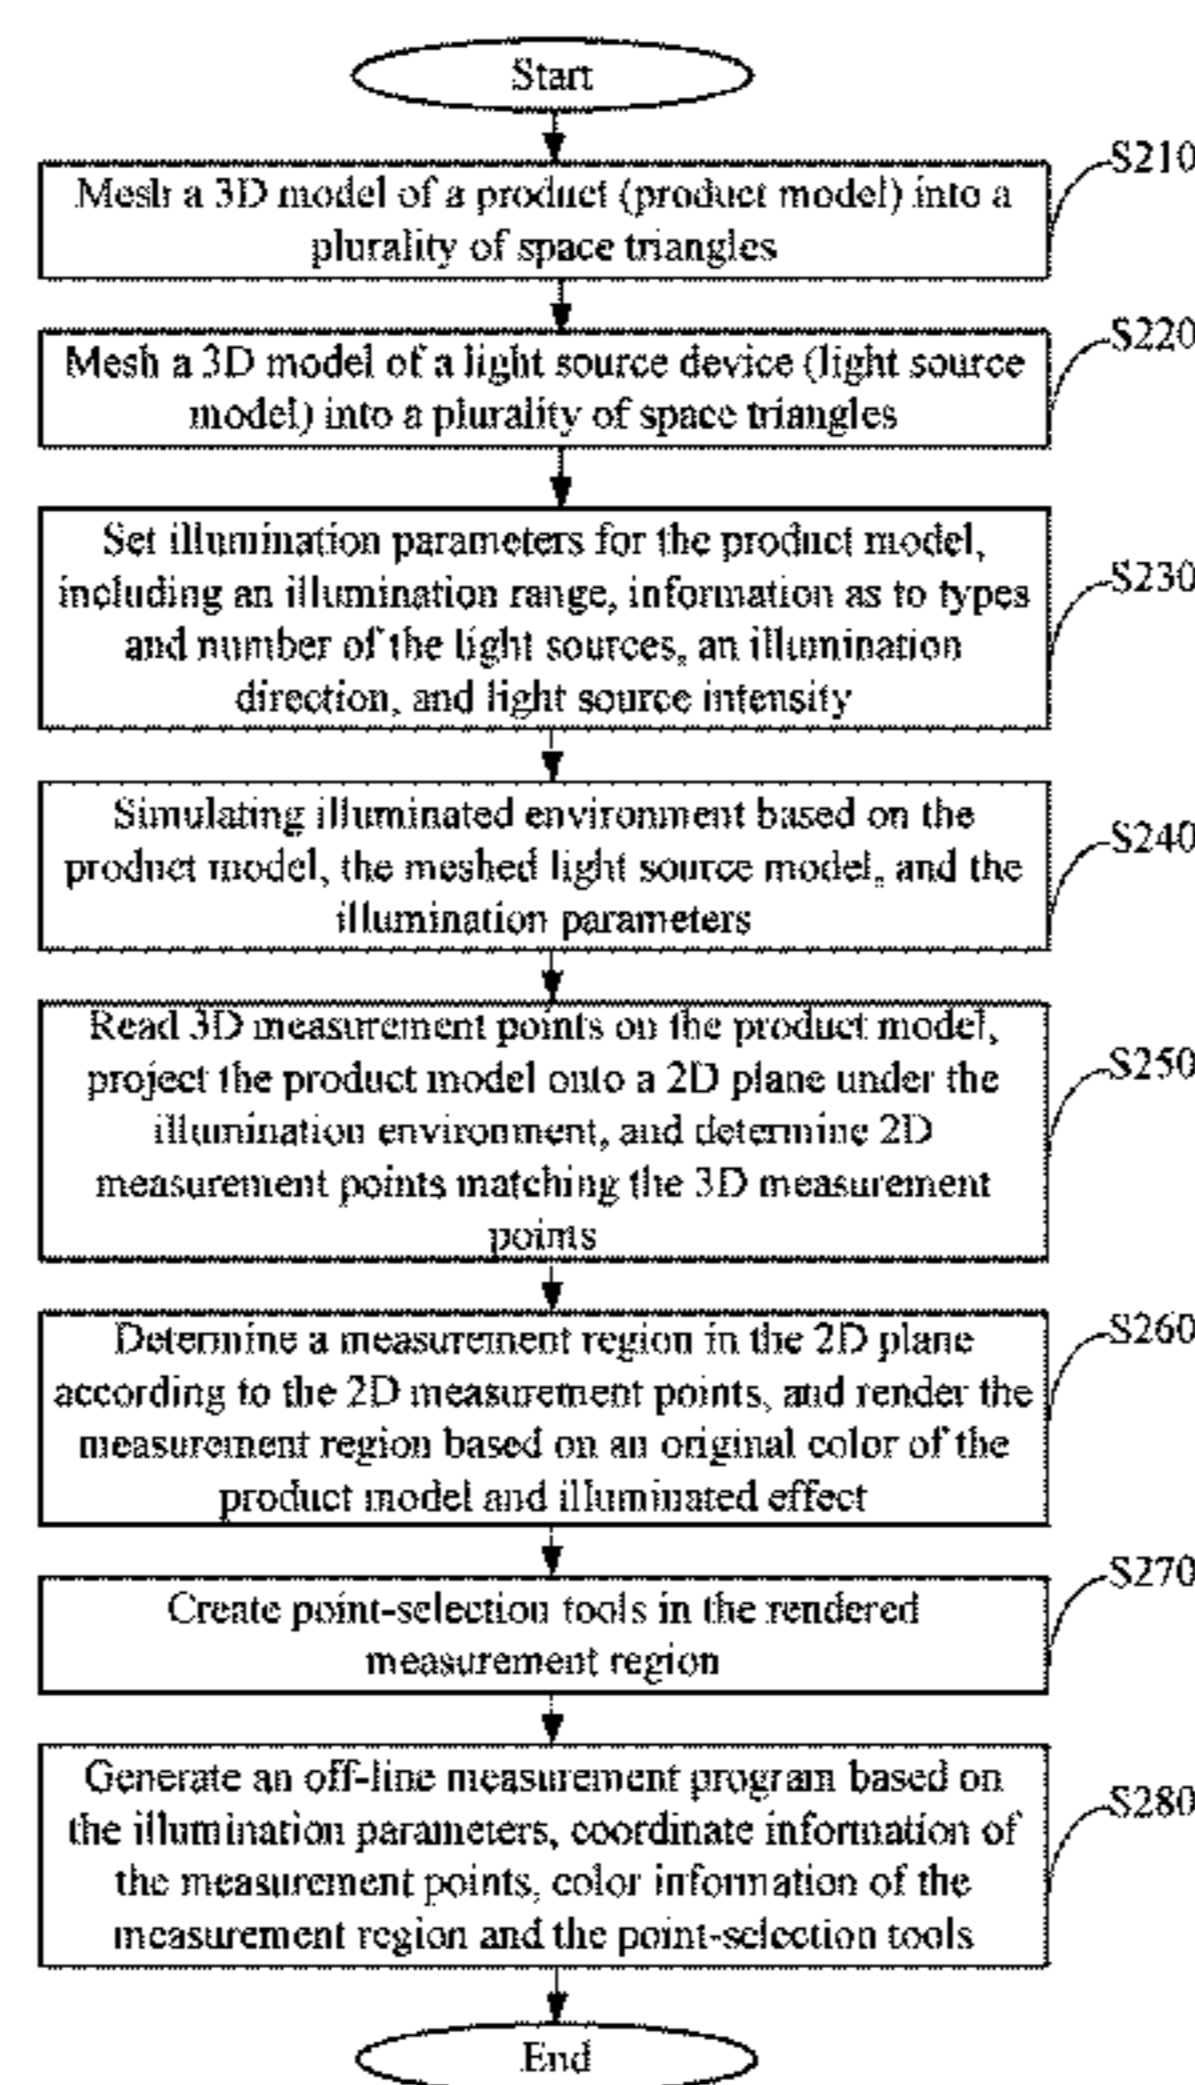 Start
S210
Mesh a 3D model of a product (product model) into a
plurality of space triangles
S220
Mesh a 3D model of a light source device (light source
model) into a plurality of space triangles
Set illumination parameters for the product model,
S230
including an illumination range, information as to types
and number of the light sources, an illumination
direction, and light source intensity
Simulating illuminated environment based on the
S240
product model, the meshed light source model, and the
illumination parameters
Read 3D measurement points on the product model,
S250
project the product model onto a 2D plane under the
illumination environment, and determine 2D
measurement points matching the 3D measurement
points
S260
Determine a measurement region in the 2D plane
according to the 2D measurement points, and render the
measurement region based on an original color of the
product model and illuminated effect
S270
Create point-selection tools in the rendered
measurement region
Generate an off-line measurement program based on
S280
the illumination parameters, coordinate information of
the measurement points, color information of the
measurement region and the point-selection tools
End